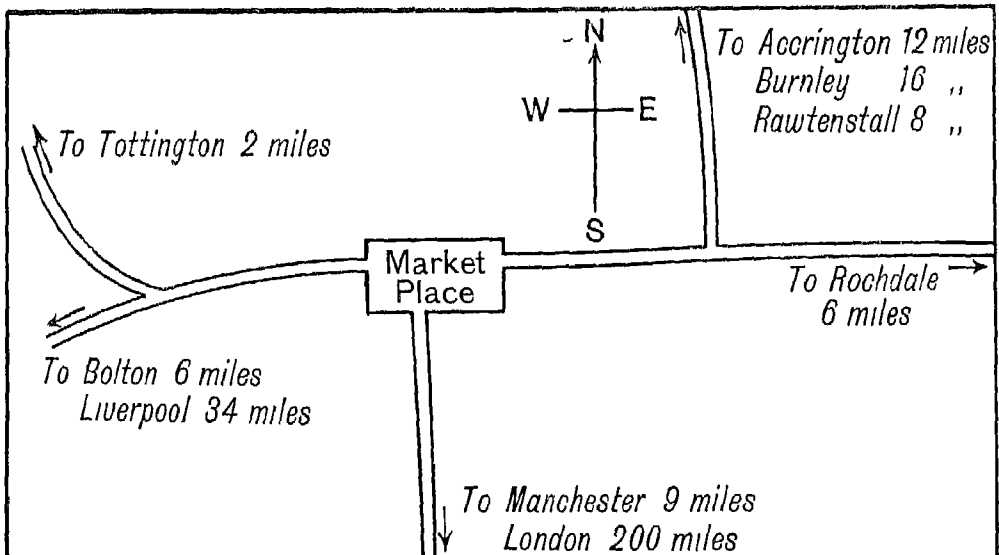 N
W E
S
To Accrington 12 miles
Burnley 16 ,,
Rawtenstall 8 ,,
To Tottington 2 miles
Market
Place
To Rochdale
6 miles
To Bolton 6 miles
Liverpool 34 miles
To Manchester 9 miles
London 200 miles